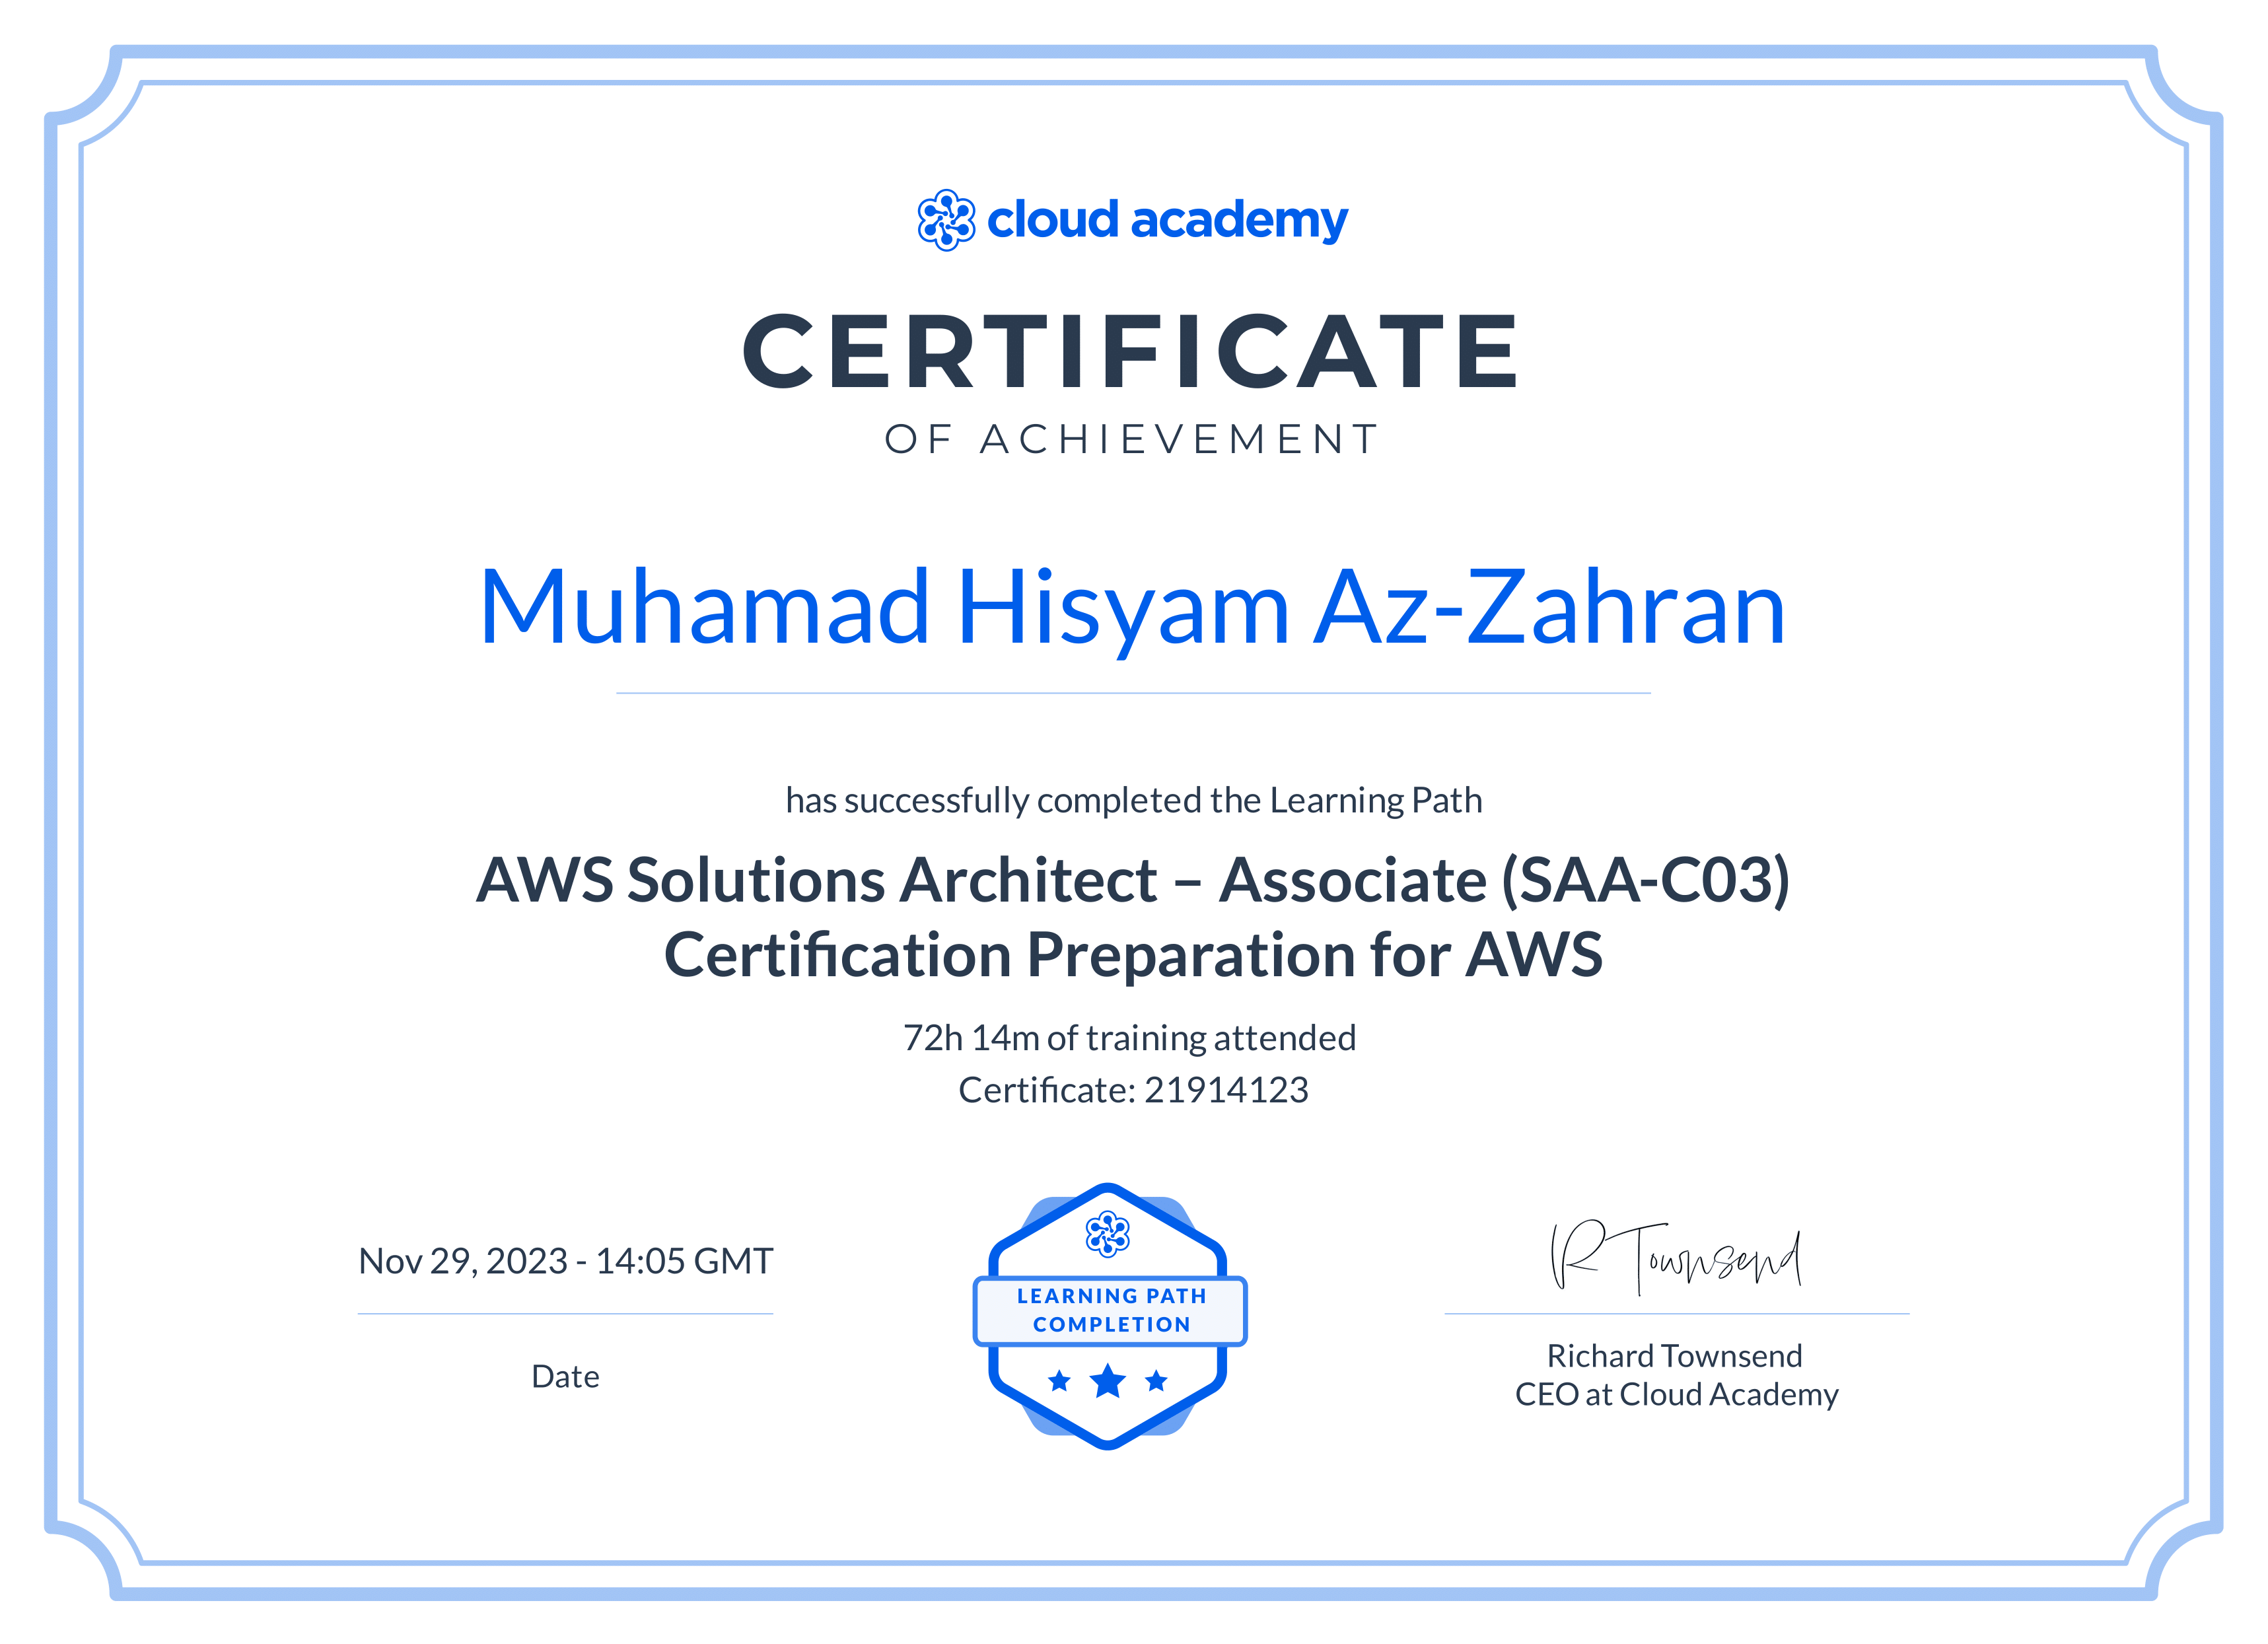 cloud academy
CERTIFICATE
OF ACHIEVEMENT
Muhamad Hisyam Az-Zahran
has successfully completed the Learning Path
AWS Solutions Architect – Associate (SAA-C03)
Certification Preparation for AWS
72h 14m of training attended
Certificate: 21914123
Nov 29, 2023 - 14:05 GMT
Date
LEARNING PATH
COMPLETION
R Townsend
Richard Townsend
CEO at Cloud Academy